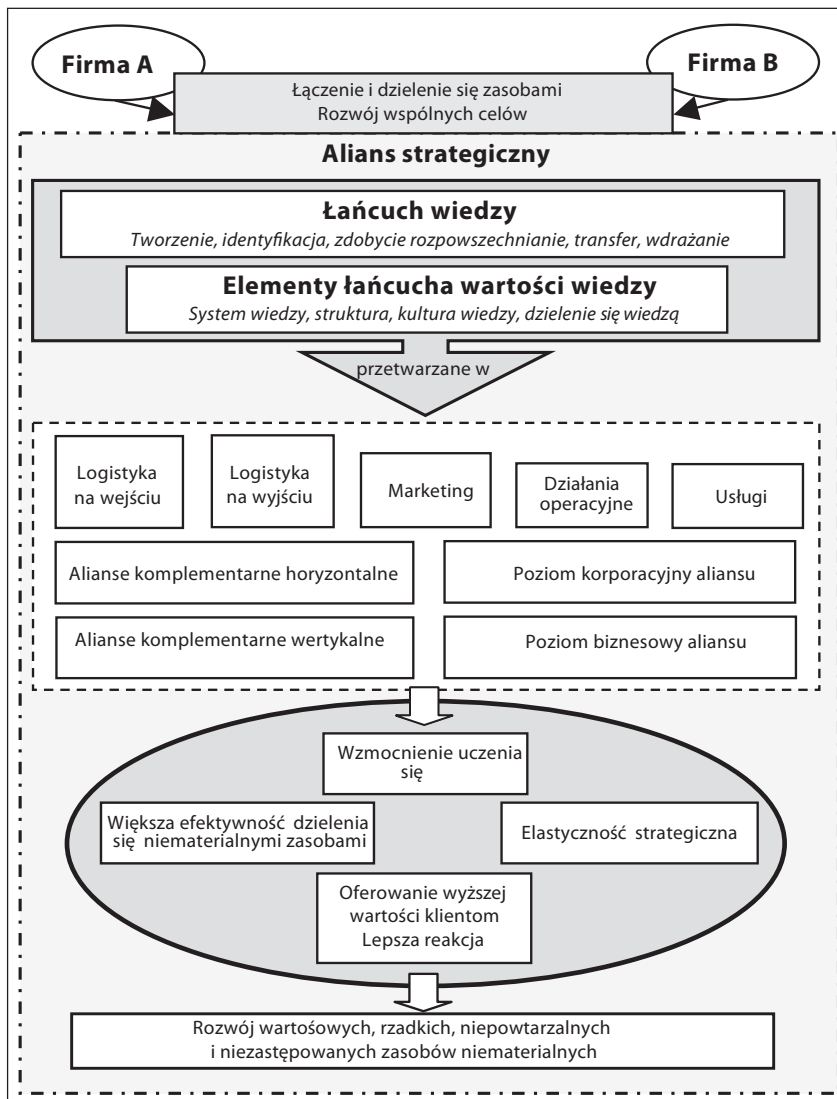 Firma A
Firma B
Łączenie i dzielenie się zasobami
Rozwój wspólnych celów
Alians strategiczny
Łańcuch wiedzy
Tworzenie, identyfikacja, zdobycie rozpowszechnianie, transfer, wdrażanie
Elementy łańcucha wartości wiedzy
System wiedzy, struktura, kultura wiedzy, dzielenie się wiedzą
przetwarzane w
Logistyka
na wejściu
Logistyka
na wyjściu
Marketing
Działania
operacyjne
Usługi
Alianse komplementarne horyzontalne
Poziom korporacyjny aliansu
Alianse komplementarne wertykalne
Poziom biznesowy aliansu
Wzmocnienie uczenia
się
Większa efektywność dzielenia
się niematerialnymi zasobami
Elastyczność strategiczna
Oferowanie wyższej
wartości klientom
Lepsza reakcja
Rozwój wartośowych, rzadkich, niepowtarzalnych
i niezastępowanych zasobów niematerialnych